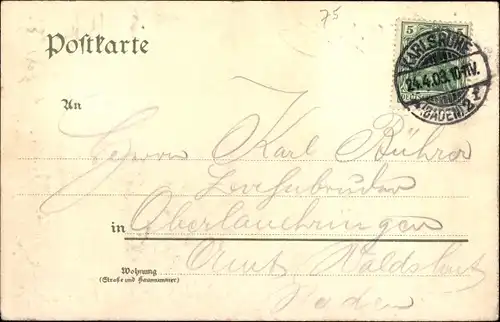 75
Postkarte
5
KARLSRUHE
24.4.03.10-11V.
(BADEN) 2
An
Herrn Karl Bührer
in Oberlauchringen
Amt Waldshut
Wohnung
(Straße und Hausnummer)
Baden